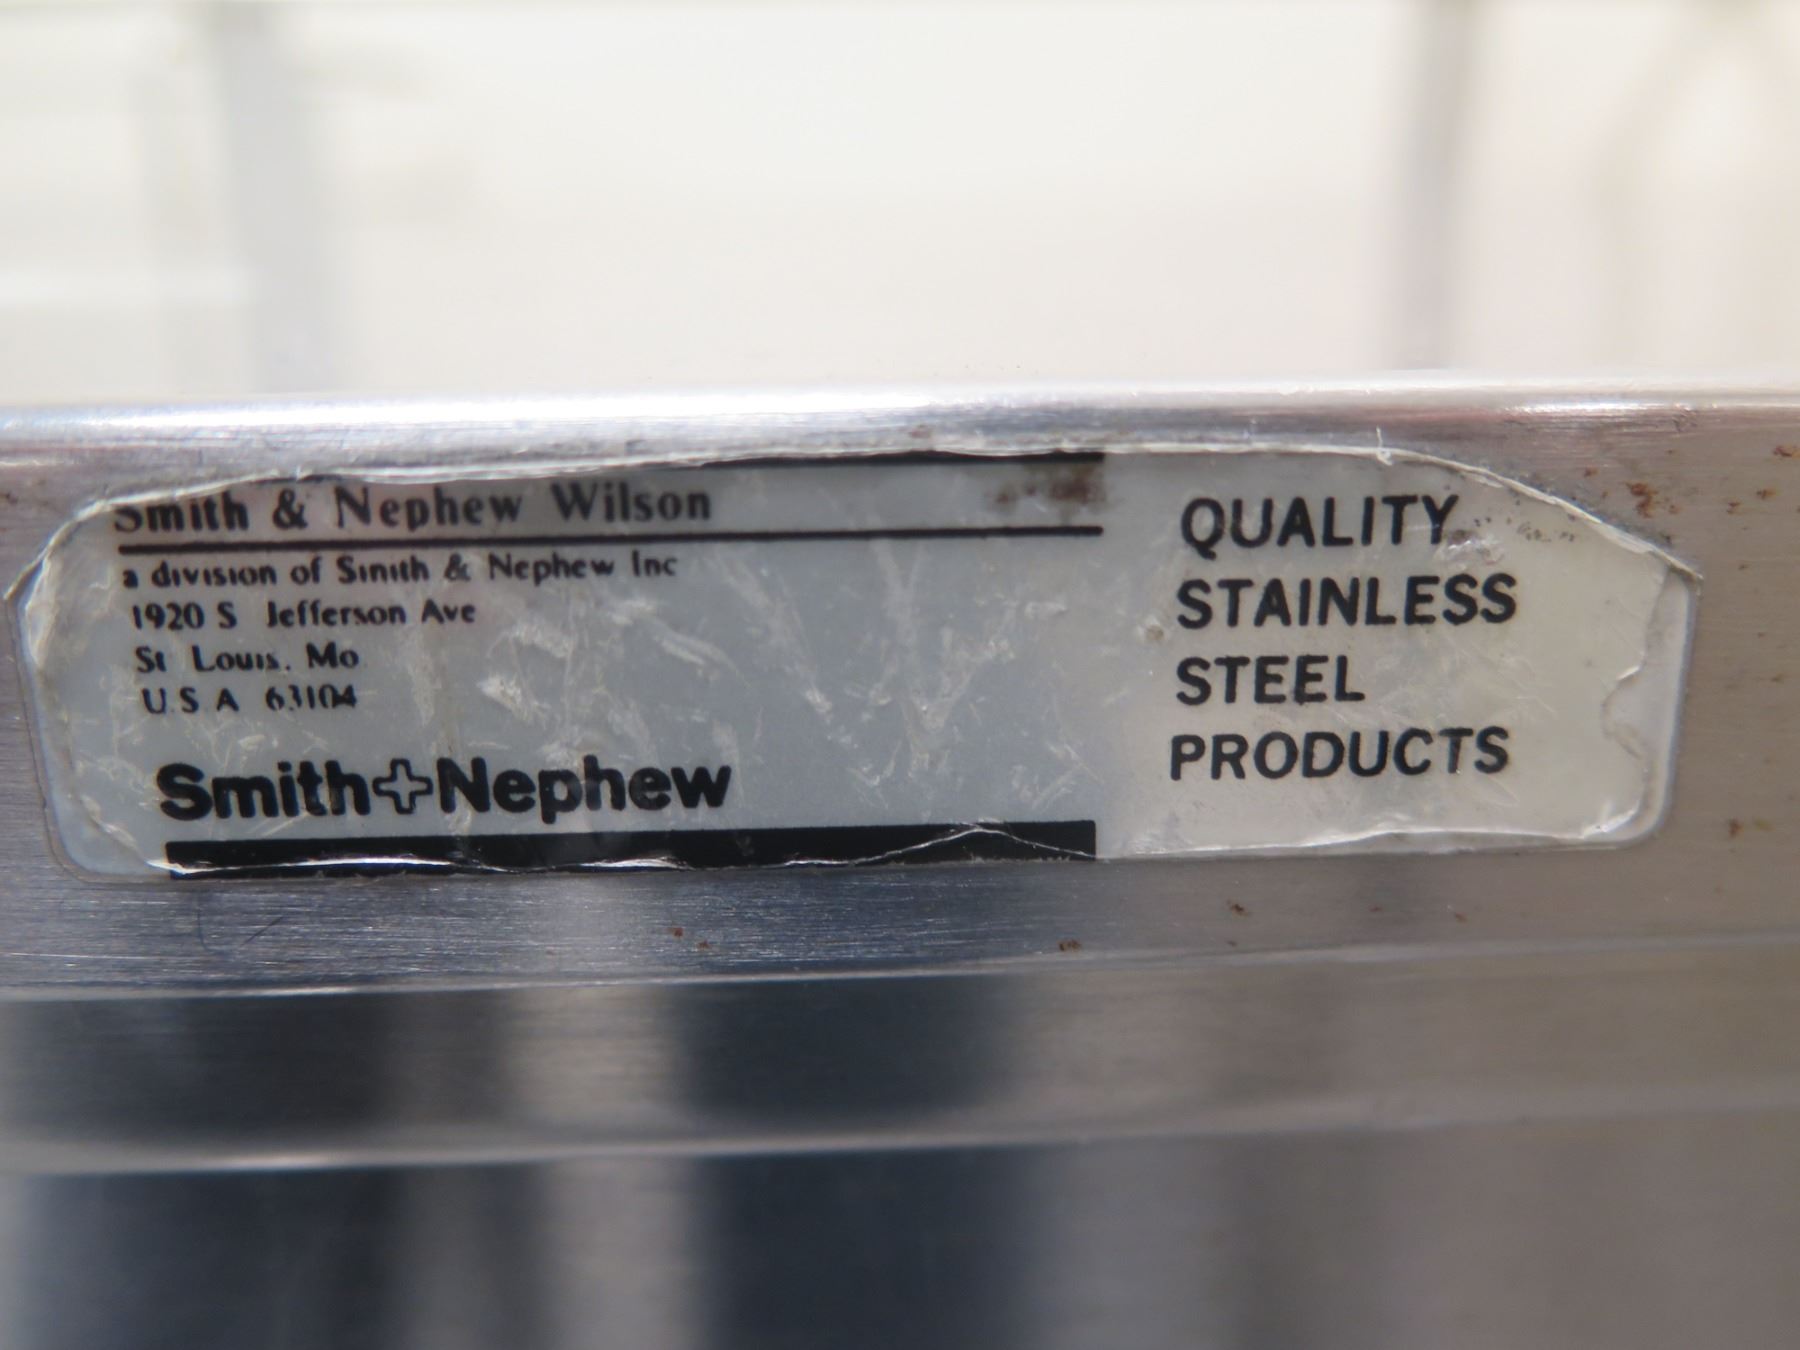 Smith & Nephew Wilson
a division of Smith & Nephew Inc
1920 S Jefferson Ave
St Louis, Mo
U.S A 63104
Smith+Nephew
QUALITY
STAINLESS
STEEL
PRODUCTS